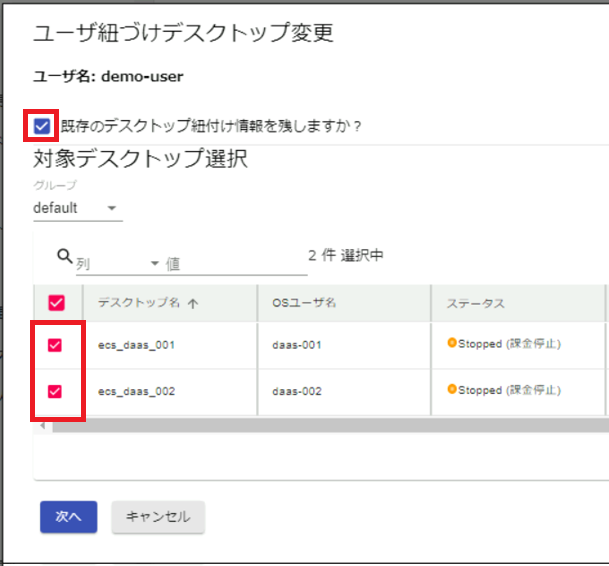 ユーザ紐づけデスクトップ変更
ユーザ名: demo-user
既存のデスクトップ紐付け情報を残しますか？
対象デスクトップ選択
グループ
default
列 値 2 件 選択中
デスクトップ名 ↑ OSユーザ名 ステータス
ecs_daas_001 daas-001 Stopped (課金停止)
ecs_daas_002 daas-002 Stopped (課金停止)
次へ キャンセル